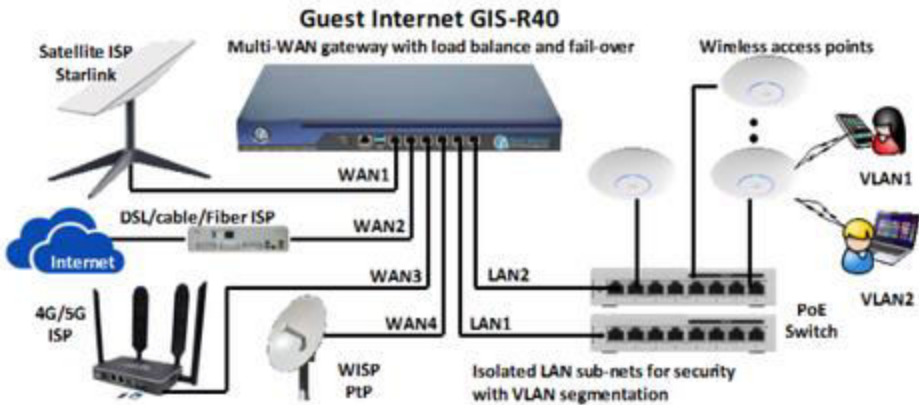 Guest Internet GIS-R40
Multi-WAN gateway with load balance and fail-over
Satellite ISP
Starlink
Wireless access points
WAN1
VLAN1
DSL/cable/Fiber ISP
WAN2
Internet
WAN3
LAN2
VLAN2
4G/5G
ISP
WAN4
LAN1
PoE
Switch
WISP
PtP
Isolated LAN sub-nets for security
with VLAN segmentation